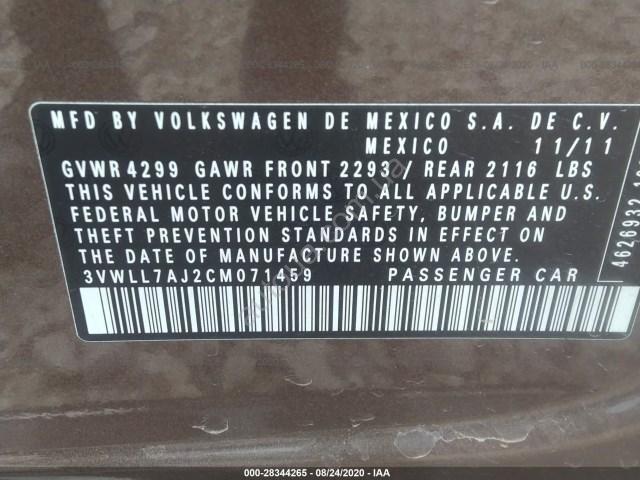 MFD BY VOLKSWAGEN DE MEXICO S.A. DE C.V.
MEXICO 11/11
GVWR 4299 GAWR FRONT 2293 / REAR 2116 LBS
THIS VEHICLE CONFORMS TO ALL APPLICABLE U.S.
FEDERAL MOTOR VEHICLE SAFETY, BUMPER AND
THEFT PREVENTION STANDARDS IN EFFECT ON
THE DATE OF MANUFACTURE SHOWN ABOVE.
3VWLL7AJ2CM071459 PASSENGER CAR
4626932
000-28344265 - 08/24/2020 - IAA